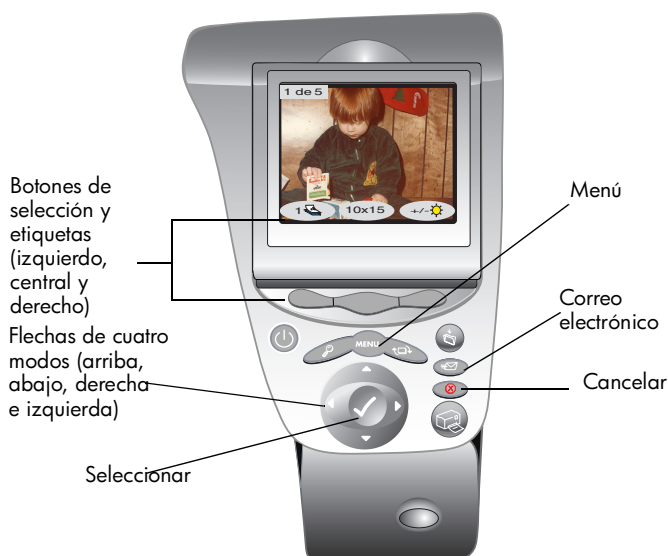 1 de 5
1
10x15
+/-
Botones de
selección y
etiquetas
(izquierdo,
central y
derecho)
Flechas de cuatro
modos (arriba,
abajo, derecha
e izquierda)
Seleccionar
MENU
Menú
Correo
electrónico
Cancelar